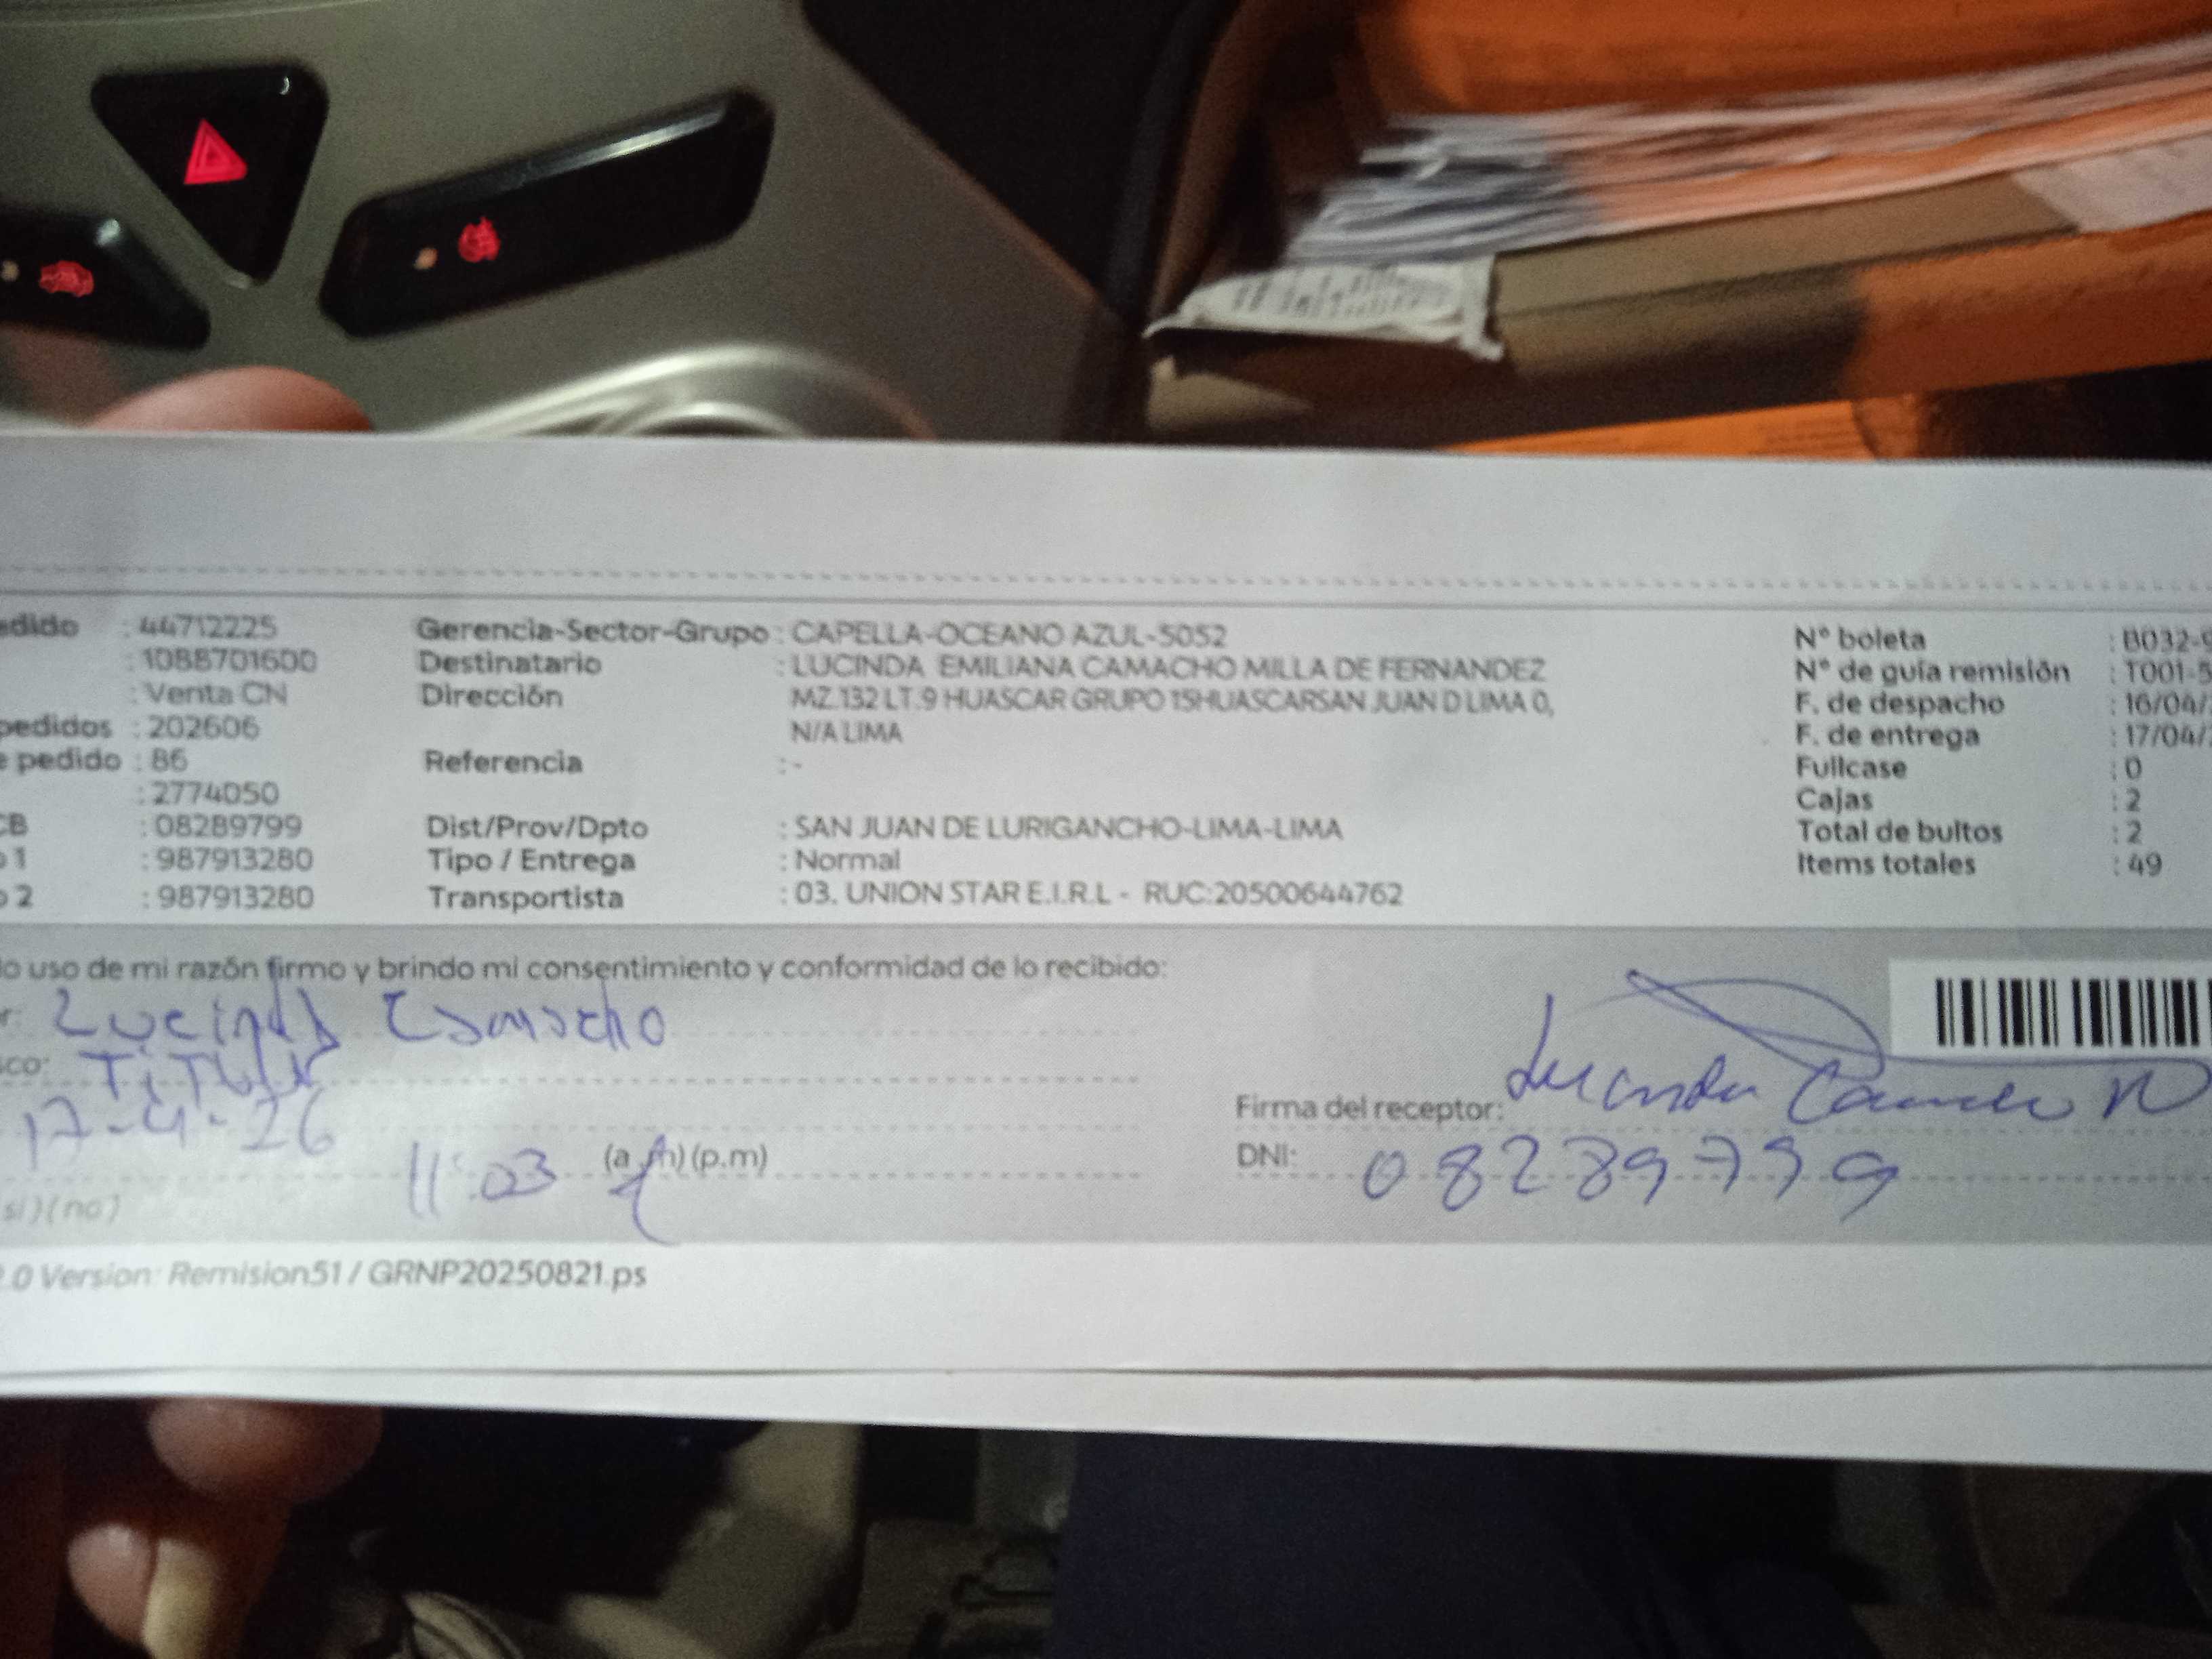 edido : 44712225 Gerencia-Sector-Grupo : CAPELLA-OCEANO AZUL-5052 N° boleta : B032-9
: 1088701600 Destinatario : LUCINDA EMILIANA CAMACHO MILLA DE FERNANDEZ N° de guía remisión : T001-5
: Venta CN Dirección MZ.132 LT.9 HUASCAR GRUPO 15HUASCARSAN JUAN D LIMA 0, F. de despacho : 16/04/
pedidos : 202606 N/A LIMA F. de entrega : 17/04/
e pedido : 86 Referencia : - Fullcase : 0
: 2774050 Cajas : 2
CB : 08289799 Dist/Prov/Dpto : SAN JUAN DE LURIGANCHO-LIMA-LIMA Total de bultos : 2
o 1 : 987913280 Tipo / Entrega : Normal Items totales : 49
o 2 : 987913280 Transportista : 03. UNION STAR E.I.R.L - RUC:20500644762
do uso de mi razón firmo y brindo mi consentimiento y conformidad de lo recibido:
r: Lucinda Camacho
sco: Titular
17-4-26
Firma del receptor: Lucinda Camacho M
11:03 (a.m) (p.m) DNI: 08289799
si ) ( no )
2.0 Version: Remision51 / GRNP20250821.ps